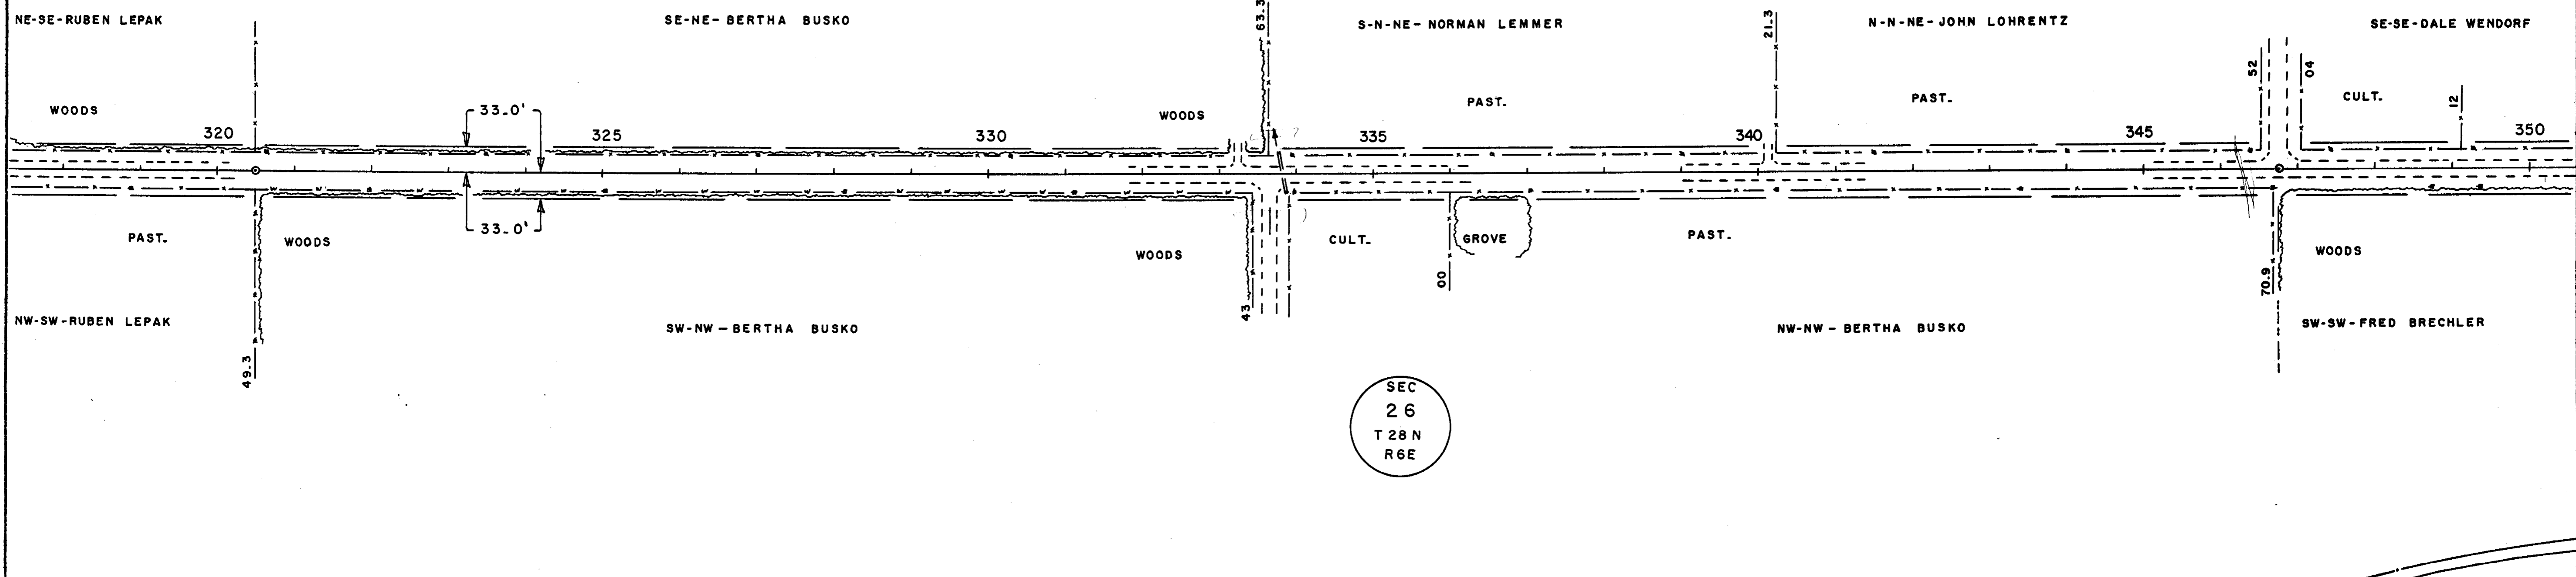 NE-SE-RUBEN LEPAK
SE-NE-BERTHA BUSKO
63.3
S-N-NE-NORMAN LEMMER
21.3
N-N-NE-JOHN LOHRENTZ
SE-SE-DALE WENDORF
52
04
WOODS
33.0'
WOODS
PAST.
PAST.
CULT.
12
320
325
330
335
340
345
350
33.0'
PAST.
WOODS
WOODS
CULT.
GROVE
PAST.
WOODS
43
00
70.9
NW-SW-RUBEN LEPAK
SW-NW-BERTHA BUSKO
NW-NW-BERTHA BUSKO
SW-SW-FRED BRECHLER
49.3
SEC
26
T 28 N
R6E